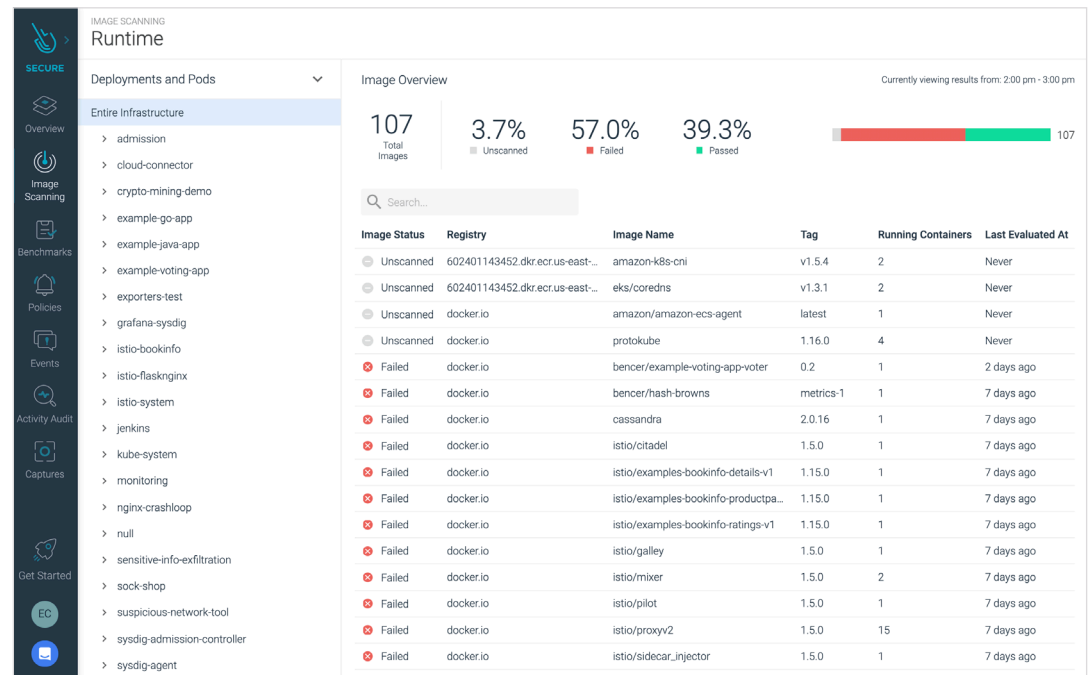 IMAGE SCANNING
Runtime
SECURE
Overview
Image
Scanning
Benchmarks
Policies
Events
Activity Audit
Captures
Get Started
EC
Deployments and Pods
Entire Infrastructure
admission
cloud-connector
crypto-mining-demo
example-go-app
example-java-app
example-voting-app
exporters-test
grafana-sysdig
istio-bookinfo
istio-flasknginx
istio-system
jenkins
kube-system
monitoring
nginx-crashloop
null
sensitive-info-exfiltration
sock-shop
suspicious-network-tool
sysdig-admission-controller
sysdig-agent
Image Overview
Currently viewing results from: 2:00 pm - 3:00 pm
107
Total
Images
3.7%
Unscanned
57.0%
Failed
39.3%
Passed
107
Search...
Image Status Registry Image Name Tag Running Containers Last Evaluated At
Unscanned 602401143452.dkr.ecr.us-east-... amazon-k8s-cni v1.5.4 2 Never
Unscanned 602401143452.dkr.ecr.us-east-... eks/coredns v1.3.1 2 Never
Unscanned docker.io amazon/amazon-ecs-agent latest 1 Never
Unscanned docker.io protokube 1.16.0 4 Never
Failed docker.io bencer/example-voting-app-voter 0.2 1 2 days ago
Failed docker.io bencer/hash-browns metrics-1 1 7 days ago
Failed docker.io cassandra 2.0.16 1 7 days ago
Failed docker.io istio/citadel 1.5.0 1 7 days ago
Failed docker.io istio/examples-bookinfo-details-v1 1.15.0 1 7 days ago
Failed docker.io istio/examples-bookinfo-productpa... 1.15.0 1 7 days ago
Failed docker.io istio/examples-bookinfo-ratings-v1 1.15.0 1 7 days ago
Failed docker.io istio/galley 1.5.0 1 7 days ago
Failed docker.io istio/mixer 1.5.0 2 7 days ago
Failed docker.io istio/pilot 1.5.0 1 7 days ago
Failed docker.io istio/proxyv2 1.5.0 15 7 days ago
Failed docker.io istio/sidecar_injector 1.5.0 1 7 days ago